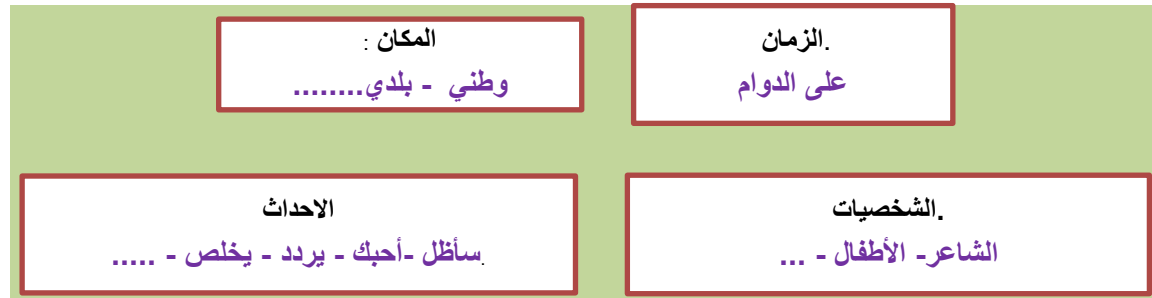 .الزمان
على الدوام
المكان :
وطني - بلدي........
.الشخصيات
الشاعر- الأطفال - ...
الاحداث
.سأظل -أحبك - يردد - يخلص - .....